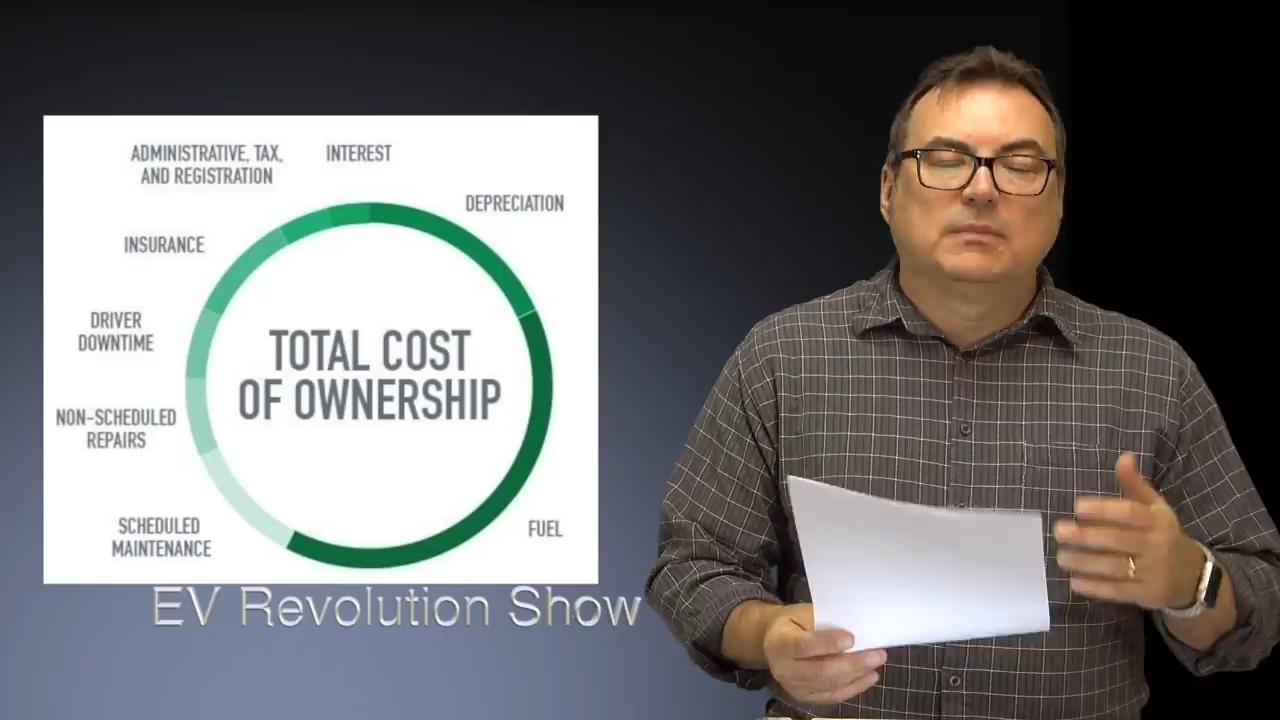 ADMINISTRATIVE, TAX,
AND REGISTRATION
INTEREST
DEPRECIATION
INSURANCE
DRIVER
DOWNTIME
TOTAL COST
OF OWNERSHIP
NON-SCHEDULED
REPAIRS
SCHEDULED
MAINTENANCE
FUEL
EV Revolution Show